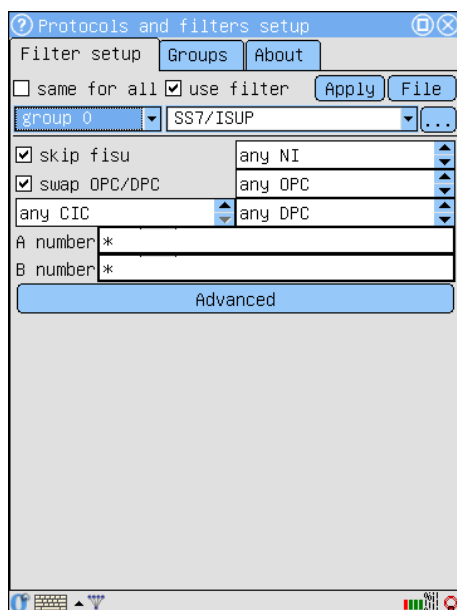 Protocols and filters setup
Filter setup Groups About
same for all use filter Apply File
group 0 SS7/ISUP ...
skip fisu any NI
swap OPC/DPC any OPC
any CIC any DPC
A number *
B number *
Advanced